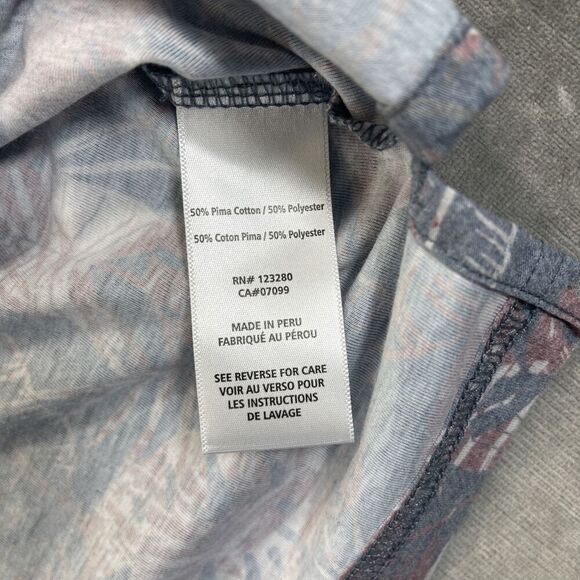 50% Pima Cotton / 50% Polyester
50% Coton Pima / 50% Polyester
RN# 123280
CA#07099
MADE IN PERU
FABRIQUÉ AU PÉROU
SEE REVERSE FOR CARE
VOIR AU VERSO POUR
LES INSTRUCTIONS
DE LAVAGE